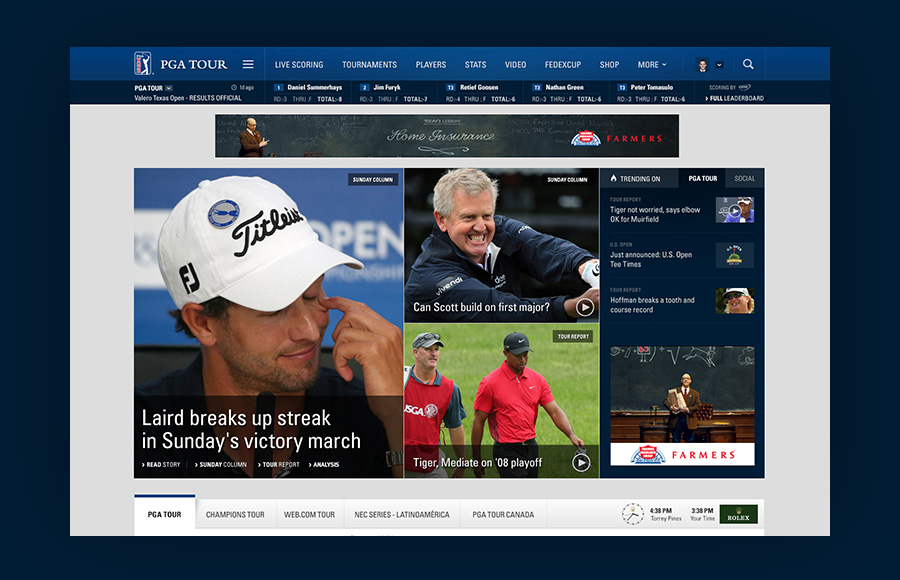 PGA TOUR
LIVE SCORING
TOURNAMENTS
PLAYERS
STATS
VIDEO
FEDEXCUP
SHOP
MORE
PGA TOUR
1d ago
Valero Texas Open - RESULTS OFFICIAL
1 Daniel Summerhays
RD:-3 THRU: F TOTAL:-8
2 Jim Furyk
RD:-3 THRU: F TOTAL:-7
T3 Retief Goosen
RD:-4 THRU: F TOTAL:-6
T3 Nathan Green
RD:-3 THRU: F TOTAL:-6
T3 Peter Tomasulo
RD:-3 THRU: F TOTAL:-6
SCORING BY
FULL LEADERBOARD
TODAY'S LESSON:
Home Insurance
FARMERS
SUNDAY COLUMN
Titleist
FJ
OPEN
Laird breaks up streak
in Sunday's victory march
READ STORY
SUNDAY COLUMN
TOUR REPORT
ANALYSIS
SUNDAY COLUMN
vivendi
Can Scott build on first major?
TOUR REPORT
USGA
Tiger, Mediate on '08 playoff
TRENDING ON
PGA TOUR
SOCIAL
TOUR REPORT
Tiger not worried, says elbow
OK for Muirfield
U.S. OPEN
Just announced: U.S. Open
Tee Times
TOUR REPORT
Hoffman breaks a tooth and
course record
FARMERS
PGA TOUR
CHAMPIONS TOUR
WEB.COM TOUR
NEC SERIES - LATINOAMÉRICA
PGA TOUR CANADA
4:38 PM
Torrey Pines
3:38 PM
Your Time
ROLEX